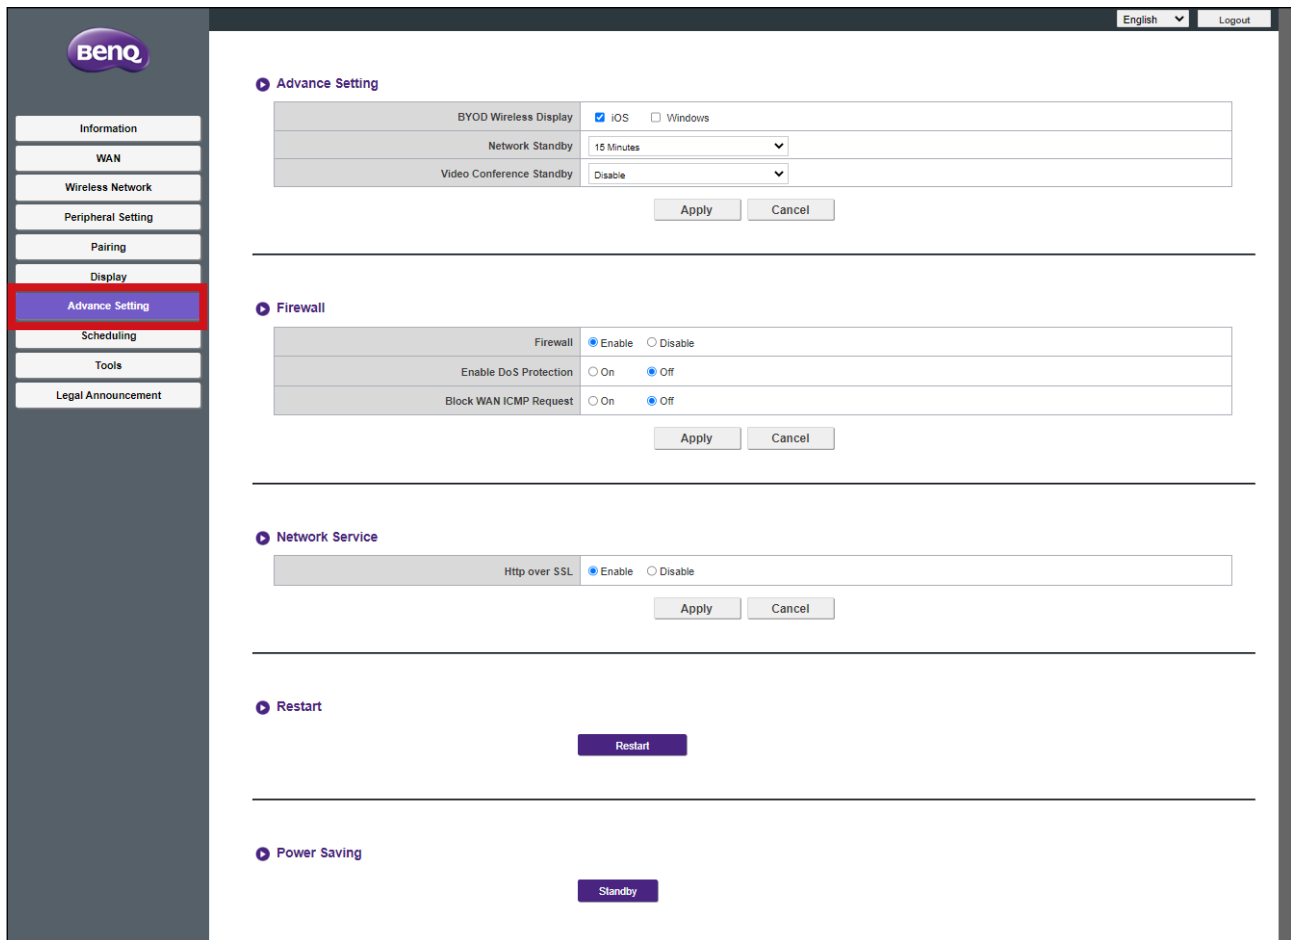 English
Logout
BenQ
Information
WAN
Wireless Network
Peripheral Setting
Pairing
Display
Advance Setting
Scheduling
Tools
Legal Announcement
Advance Setting
BYOD Wireless Display iOS Windows
Network Standby 15 Minutes
Video Conference Standby Disable
Apply Cancel
Firewall
Firewall Enable Disable
Enable DoS Protection On Off
Block WAN ICMP Request On Off
Apply Cancel
Network Service
Http over SSL Enable Disable
Apply Cancel
Restart
Restart
Power Saving
Standby